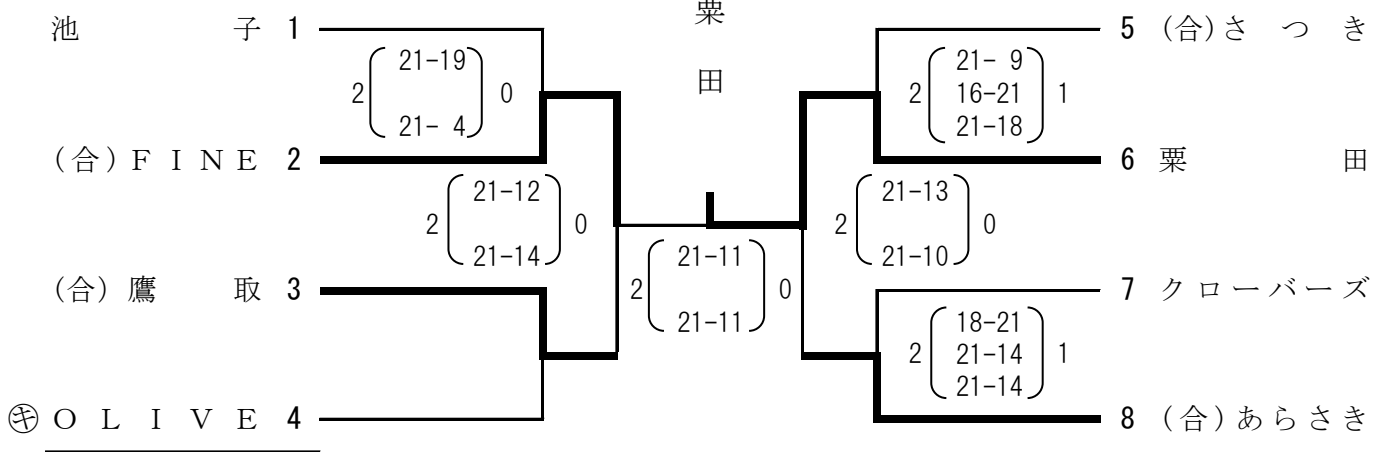 粟田
池子 1
5 (合)さつき
2 21-19 0
21- 4
2 21- 9 1
16-21
21-18
(合)FINE 2
6 粟田
2 21-12 0
21-14
2 21-13 0
21-10
2 21-11 0
21-11
(合)鷹取 3
7 クローバーズ
2 18-21 1
21-14
21-14
㋖OLIVE 4
8 (合)あらさき